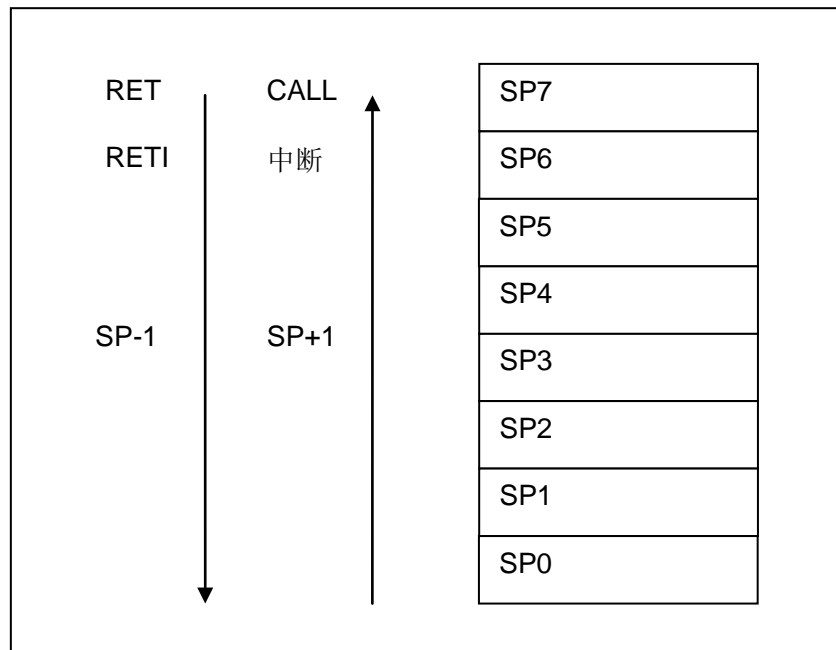 RET CALL SP7
RETI 中断 SP6
SP5
SP4
SP-1 SP+1
SP3
SP2
SP1
SP0